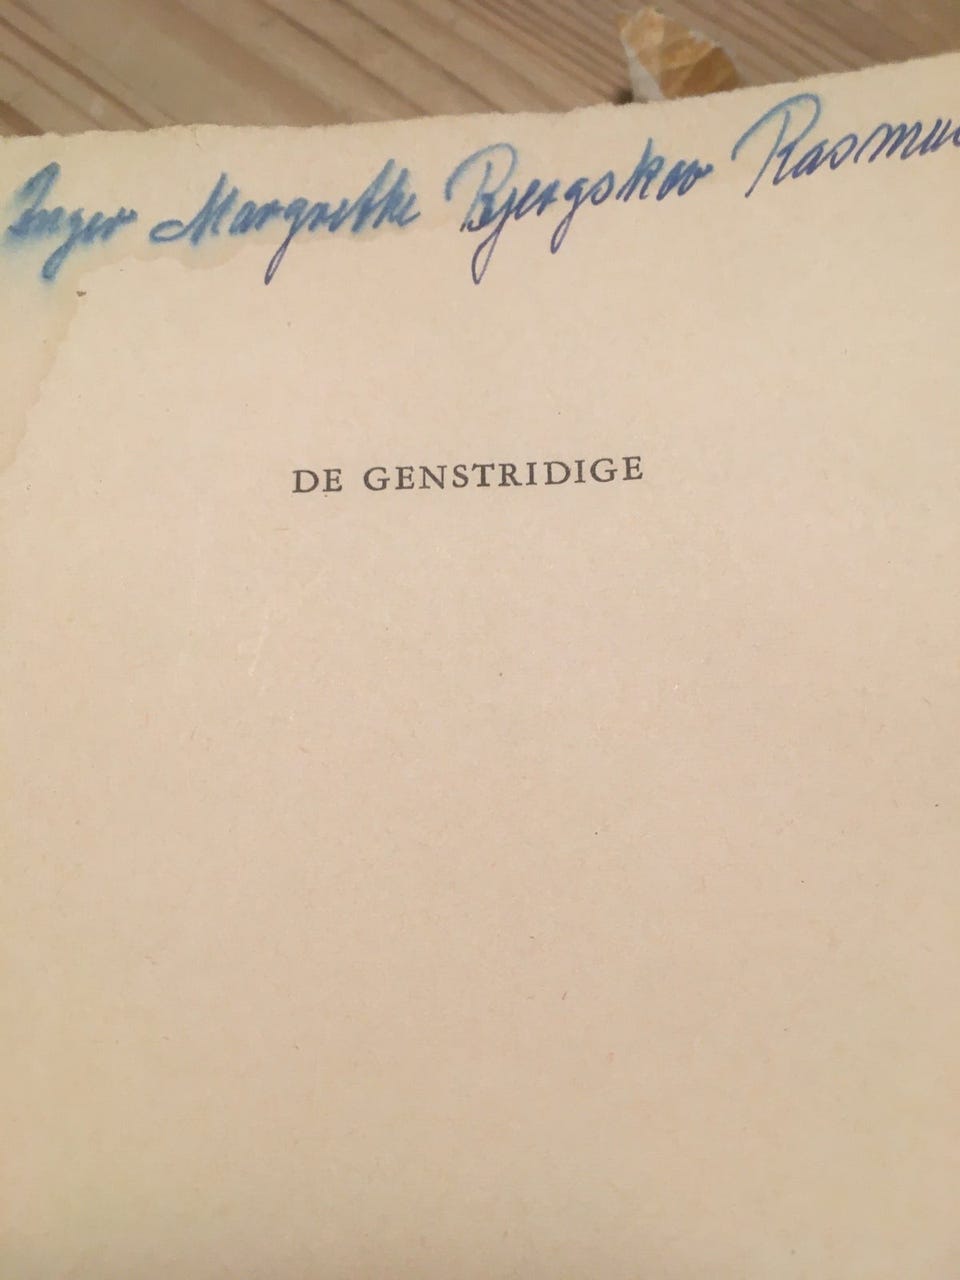 Inger Margrethe Bjergskov Rasmu
DE GENSTRIDIGE